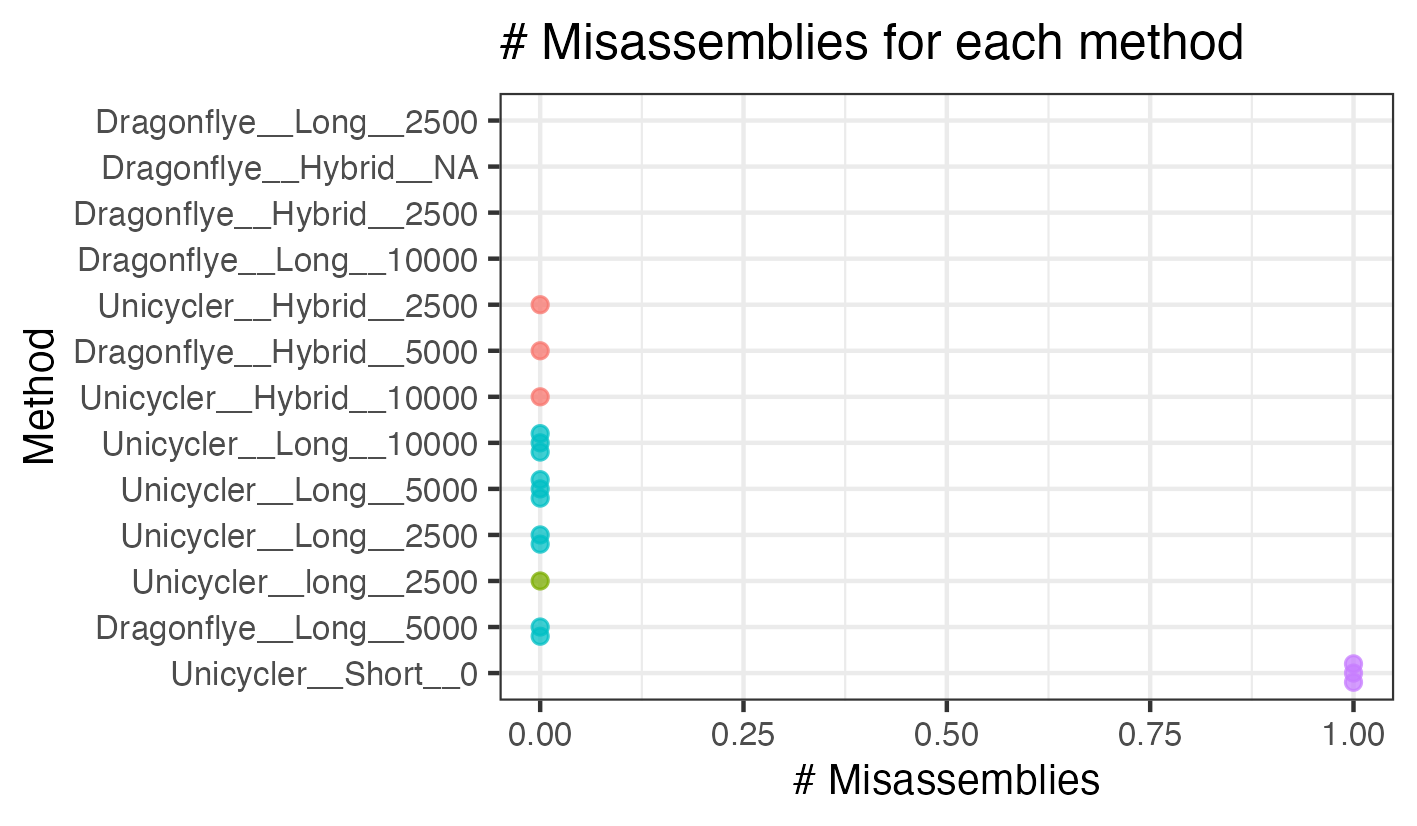 # Misassemblies for each method
Method
Dragonflye__Long__2500
Dragonflye__Hybrid__NA
Dragonflye__Hybrid__2500
Dragonflye__Long__10000
Unicycler__Hybrid__2500
Dragonflye__Hybrid__5000
Unicycler__Hybrid__10000
Unicycler__Long__10000
Unicycler__Long__5000
Unicycler__Long__2500
Unicycler__long__2500
Dragonflye__Long__5000
Unicycler__Short__0
0.00 0.25 0.50 0.75 1.00
# Misassemblies